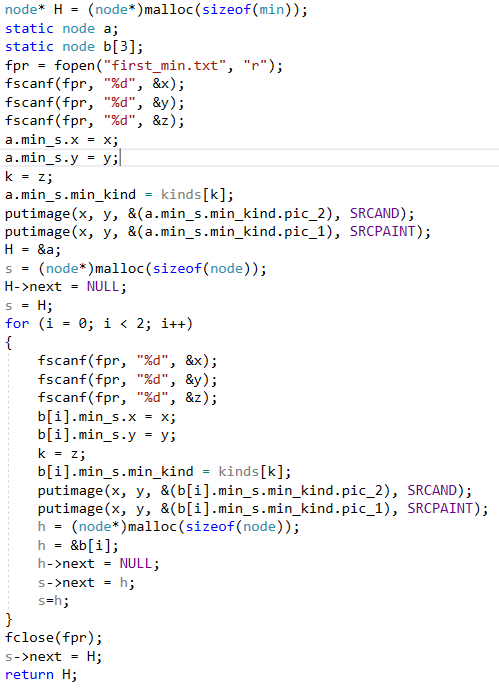 node* H = (node*)malloc(sizeof(min));
static node a;
static node b[3];
fpr = fopen("first_min.txt", "r");
fscanf(fpr, "%d", &x);
fscanf(fpr, "%d", &y);
fscanf(fpr, "%d", &z);
a.min_s.x = x;
a.min_s.y = y;
k = z;
a.min_s.min_kind = kinds[k];
putimage(x, y, &(a.min_s.min_kind.pic_2), SRCAND);
putimage(x, y, &(a.min_s.min_kind.pic_1), SRCPAINT);
H = &a;
s = (node*)malloc(sizeof(node));
H->next = NULL;
s = H;
for (i = 0; i < 2; i++)
{
    fscanf(fpr, "%d", &x);
    fscanf(fpr, "%d", &y);
    fscanf(fpr, "%d", &z);
    b[i].min_s.x = x;
    b[i].min_s.y = y;
    k = z;
    b[i].min_s.min_kind = kinds[k];
    putimage(x, y, &(b[i].min_s.min_kind.pic_2), SRCAND);
    putimage(x, y, &(b[i].min_s.min_kind.pic_1), SRCPAINT);
    h = (node*)malloc(sizeof(node));
    h = &b[i];
    h->next = NULL;
    s->next = h;
    s=h;
}
fclose(fpr);
s->next = H;
return H;